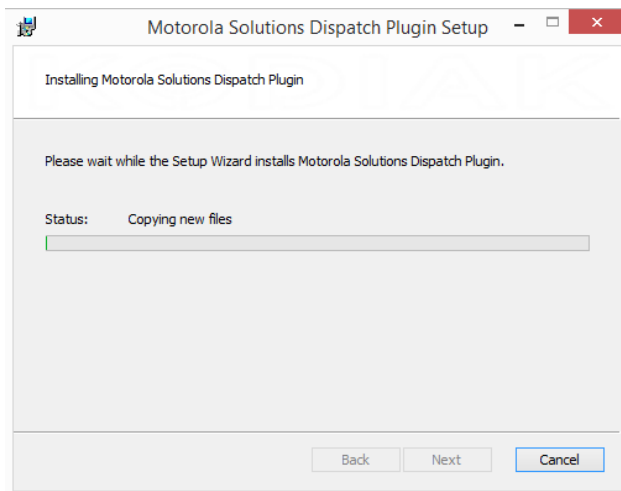 Motorola Solutions Dispatch Plugin Setup
Installing Motorola Solutions Dispatch Plugin
KODIAK
Please wait while the Setup Wizard installs Motorola Solutions Dispatch Plugin.
Status: Copying new files
Back Next Cancel